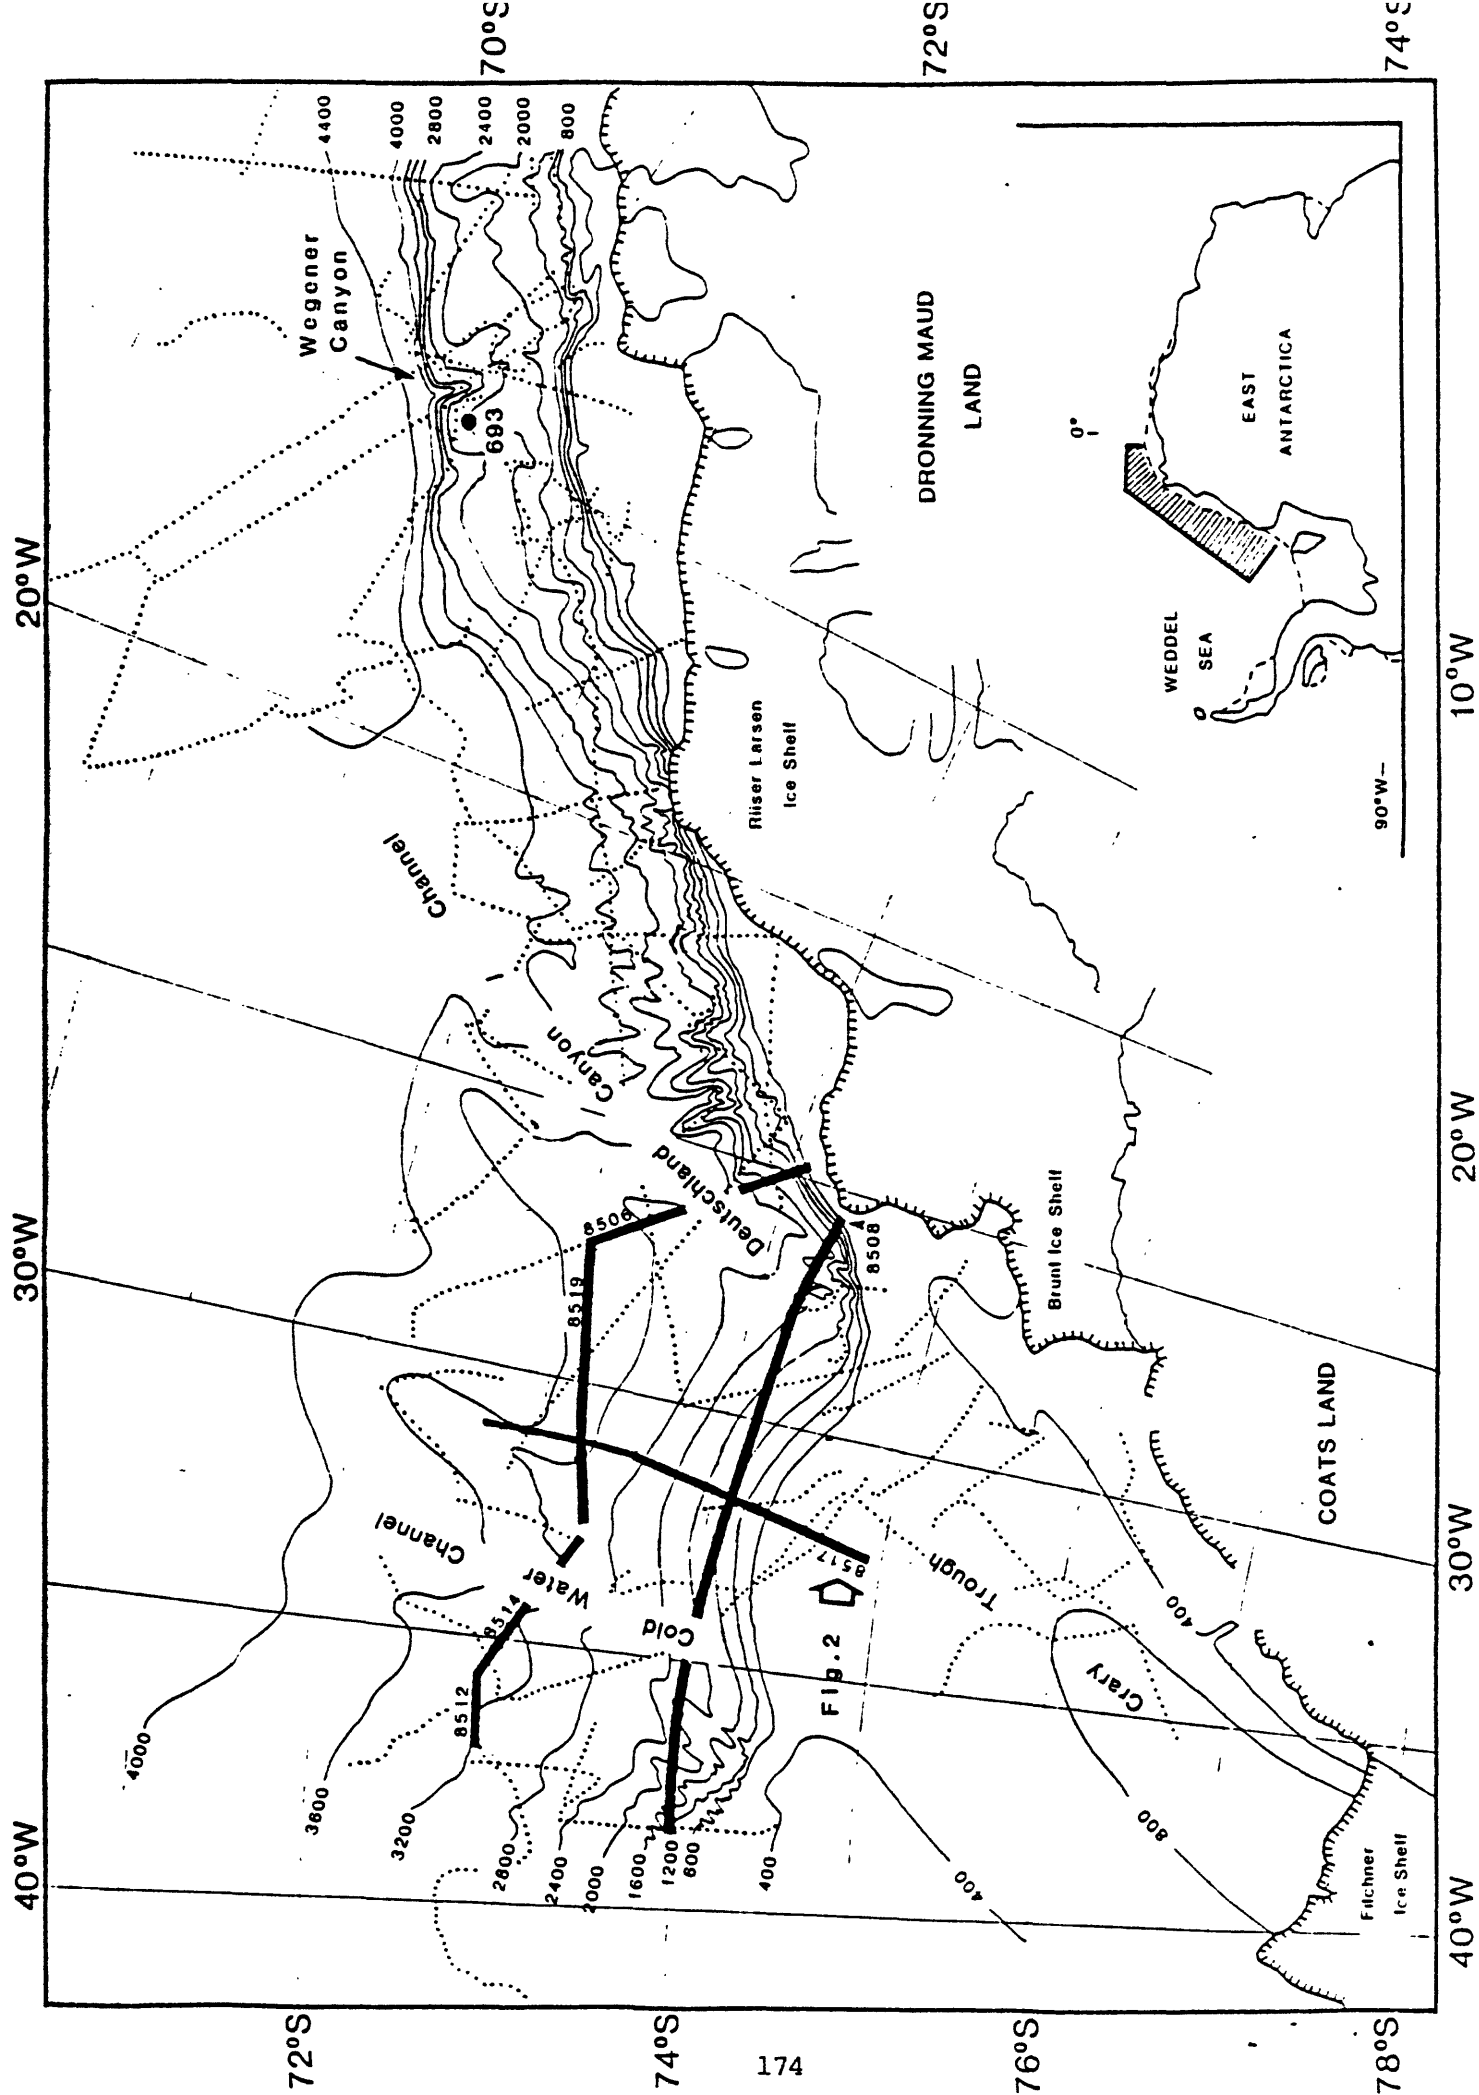 20°W
30°W
40°W
70°S
72°S
74°S
4400
4000
2800
2400
2000
800
Wegener
Canyon
693
DRONNING MAUD
LAND
0°
EAST
ANTARCTICA
WEDDEL
SEA
90°W
Riiser Larsen
Ice Shelf
Channel
Canyon
Deutschland
8506
8519
8508
Brunt Ice Shelf
COATS LAND
Channel
Water
Cold
8514
8512
8517
Fig. 2
Trough
Crary
400
800
400
4000
3600
3200
2800
2400
2000
1600
1200
800
400
Filchner
Ice Shelf
10°W
20°W
30°W
40°W
72°S
74°S
76°S
78°S
174